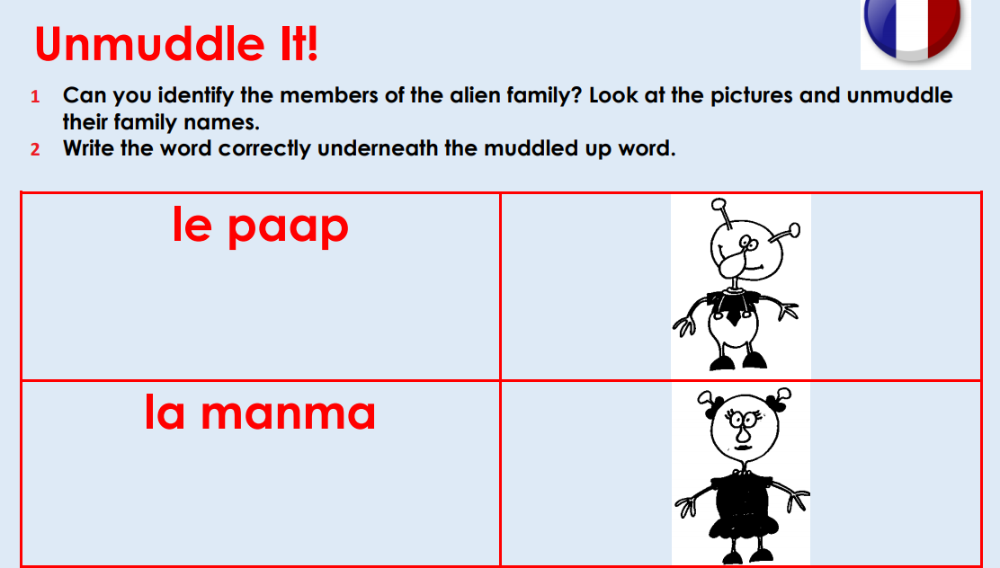 Unmuddle It!
1 Can you identify the members of the alien family? Look at the pictures and unmuddle
their family names.
2 Write the word correctly underneath the muddled up word.
le paap
la manma